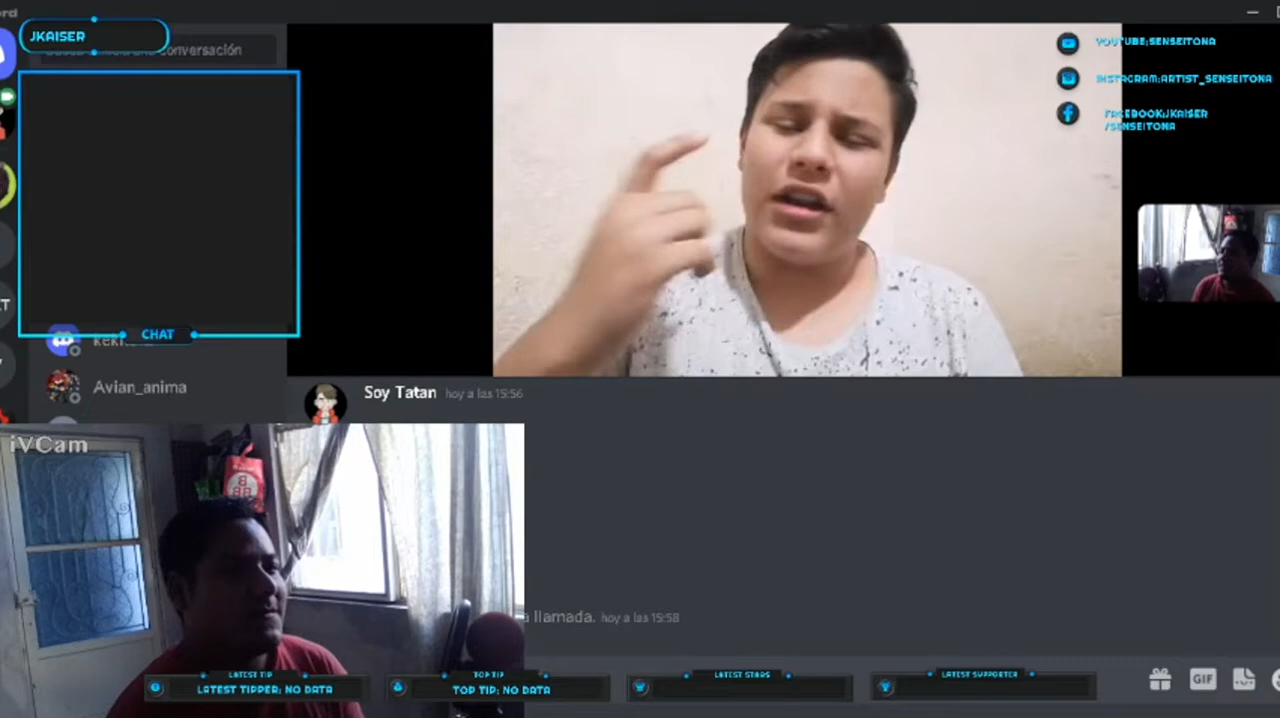 JKAISER
conversación
YOUTUBE:SENSEITONA
INSTAGRAM:ARTIST_SENSEITONA
FACEBOOK:JKAISER
/SENSEITONA
CHAT
Avian_anima
Soy Tatan hoy a las 15:56
iVCam
llamada. hoy a las 15:58
LATEST TIP
LATEST TIPPER: NO DATA
TOP TIP
TOP TIP: NO DATA
LATEST STARS
LATEST SUPPORTER
GIF